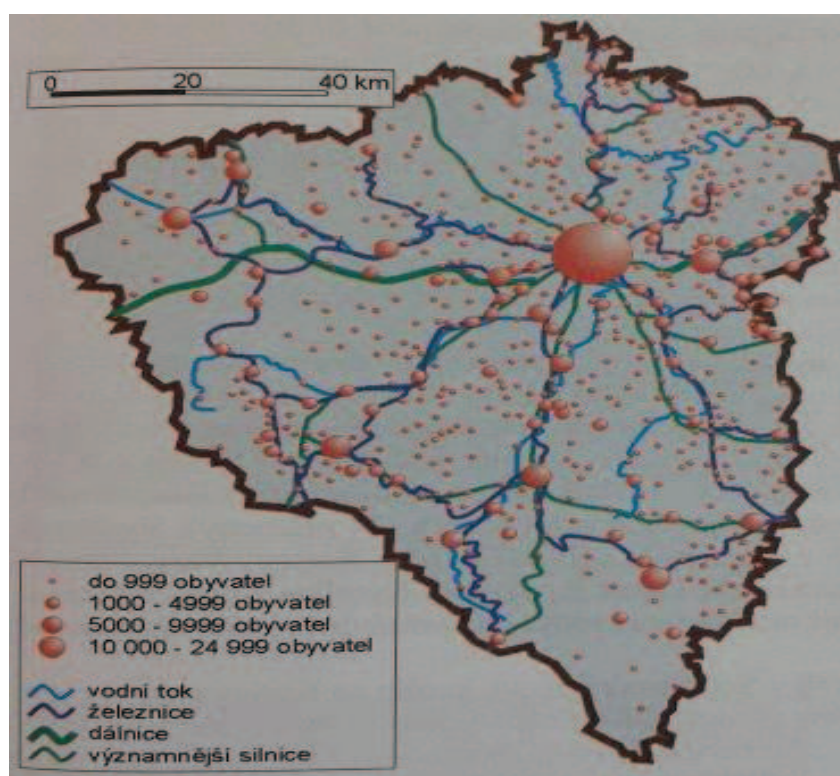 0 20 40 km
do 999 obyvatel
1000 - 4999 obyvatel
5000 - 9999 obyvatel
10 000 - 24 999 obyvatel
vodní tok
železnice
dálnice
významnější silnice